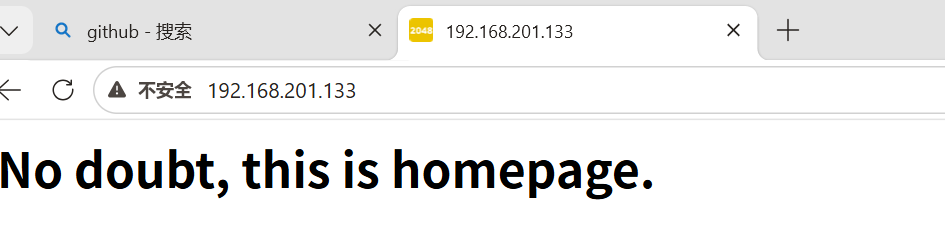 github - 搜索
2048 192.168.201.133
不安全 192.168.201.133
No doubt, this is homepage.